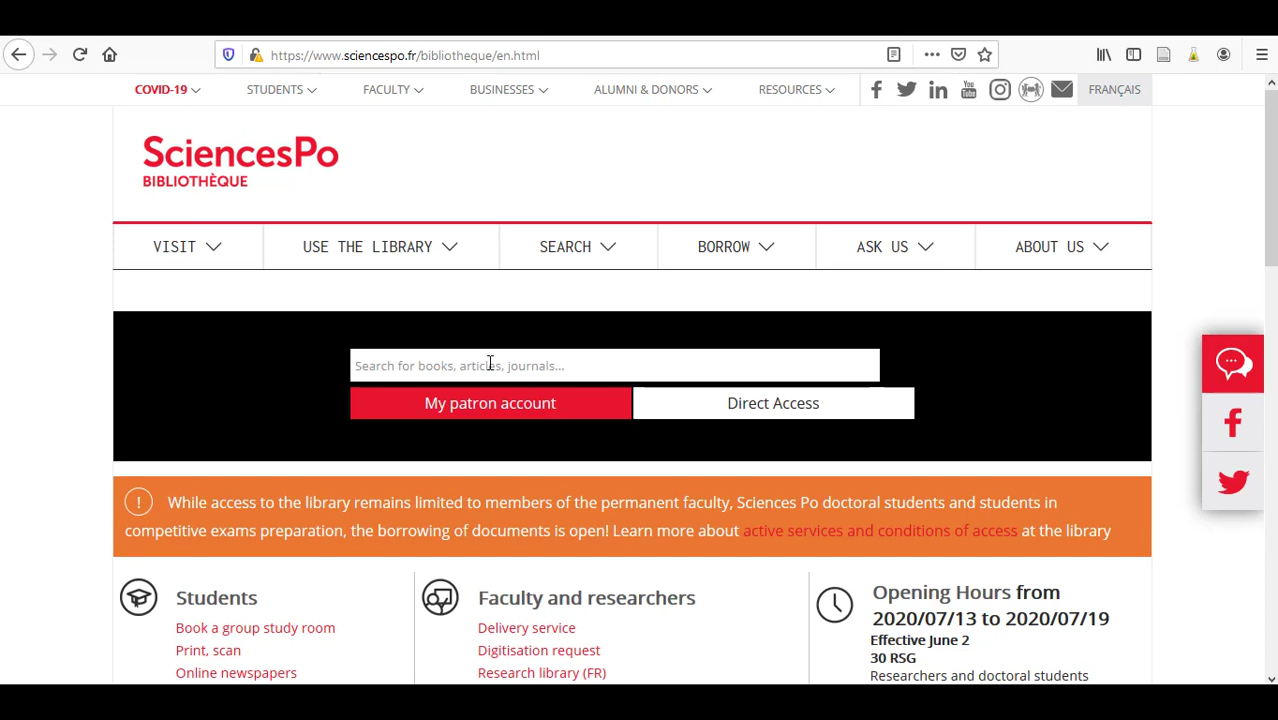 https://www.sciencespo.fr/bibliotheque/en.html
COVID-19 STUDENTS FACULTY BUSINESSES ALUMNI & DONORS RESOURCES FRANÇAIS
SciencesPo
BIBLIOTHÈQUE
VISIT USE THE LIBRARY SEARCH BORROW ASK US ABOUT US
Search for books, articles, journals...
My patron account Direct Access
While access to the library remains limited to members of the permanent faculty, Sciences Po doctoral students and students in
competitive exams preparation, the borrowing of documents is open! Learn more about active services and conditions of access at the library
Students
Book a group study room
Print, scan
Online newspapers
Faculty and researchers
Delivery service
Digitisation request
Research library (FR)
Opening Hours from
2020/07/13 to 2020/07/19
Effective June 2
30 RSG
Researchers and doctoral students